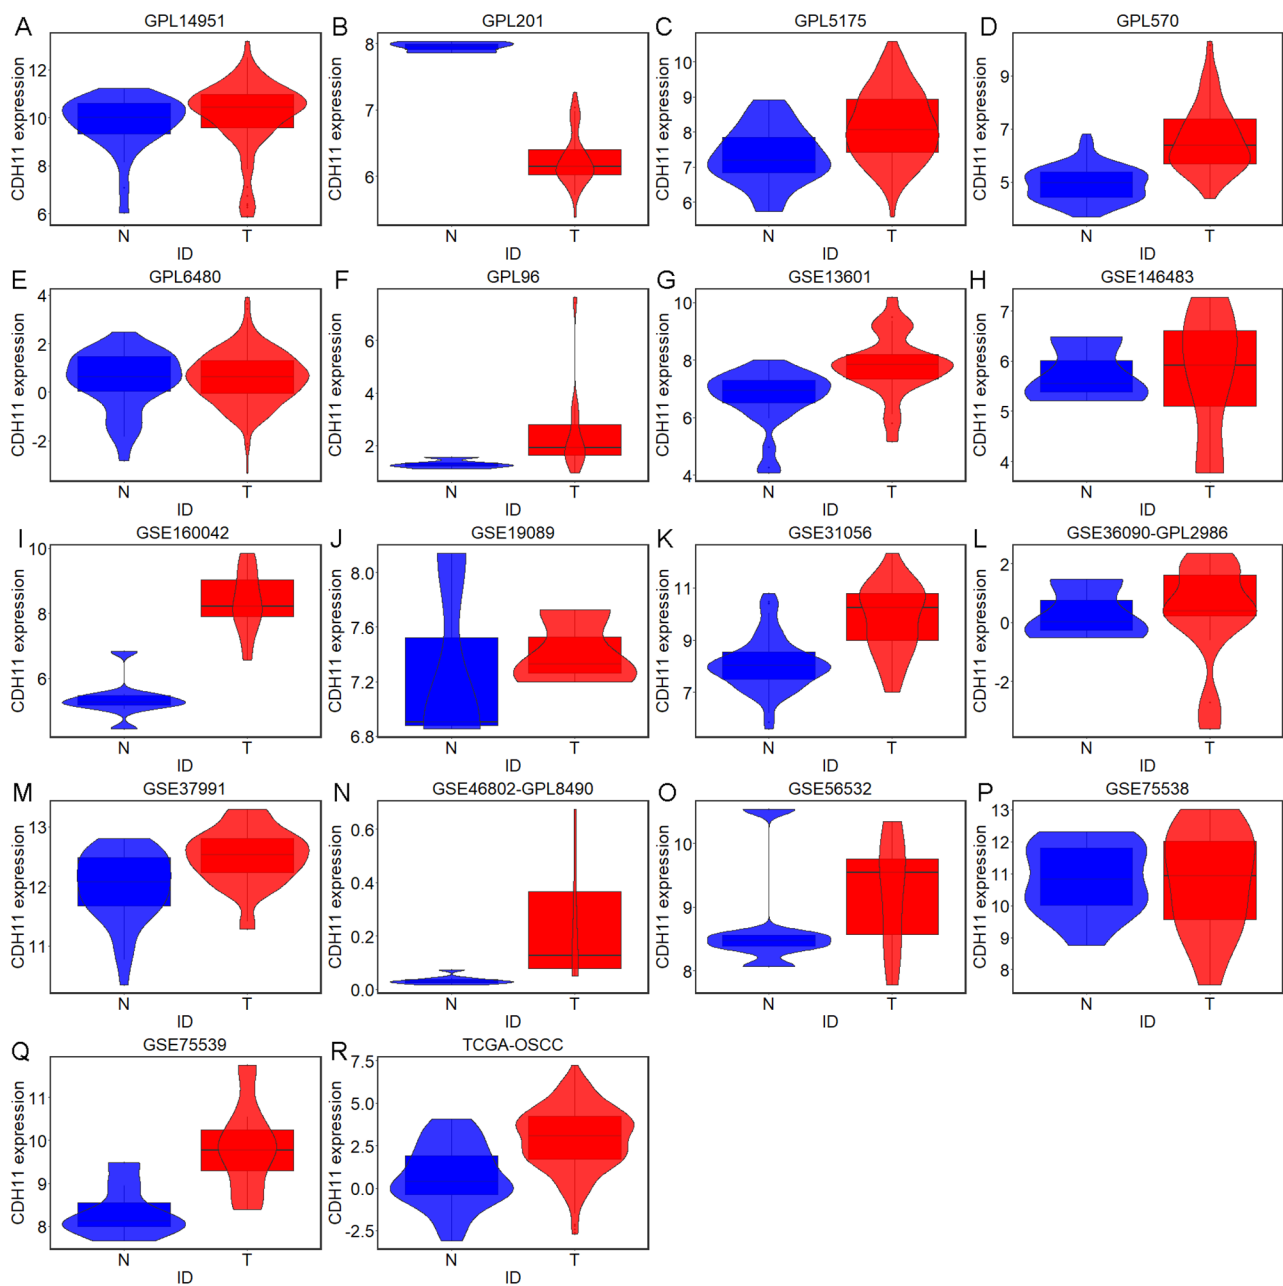 A GPL14951
CDH11 expression
12
10
8
6
N T
ID
B GPL201
CDH11 expression
8
7
6
N T
ID
C GPL5175
CDH11 expression
10
9
8
7
6
N T
ID
D GPL570
CDH11 expression
9
7
5
N T
ID
E GPL6480
CDH11 expression
4
2
0
-2
N T
ID
F GPL96
CDH11 expression
6
4
2
N T
ID
G GSE13601
CDH11 expression
10
8
6
4
N T
ID
H GSE146483
CDH11 expression
7
6
5
4
N T
ID
I GSE160042
CDH11 expression
10
8
6
N T
ID
J GSE19089
CDH11 expression
8.0
7.6
7.2
6.8
N T
ID
K GSE31056
CDH11 expression
11
9
7
N T
ID
L GSE36090-GPL2986
CDH11 expression
2
0
-2
N T
ID
M GSE37991
CDH11 expression
13
12
11
N T
ID
N GSE46802-GPL8490
CDH11 expression
0.6
0.4
0.2
0.0
N T
ID
O GSE56532
CDH11 expression
10
9
8
N T
ID
P GSE75538
CDH11 expression
13
12
11
10
9
8
N T
ID
Q GSE75539
CDH11 expression
11
10
9
8
N T
ID
R TCGA-OSCC
CDH11 expression
7.5
5.0
2.5
0.0
-2.5
N T
ID